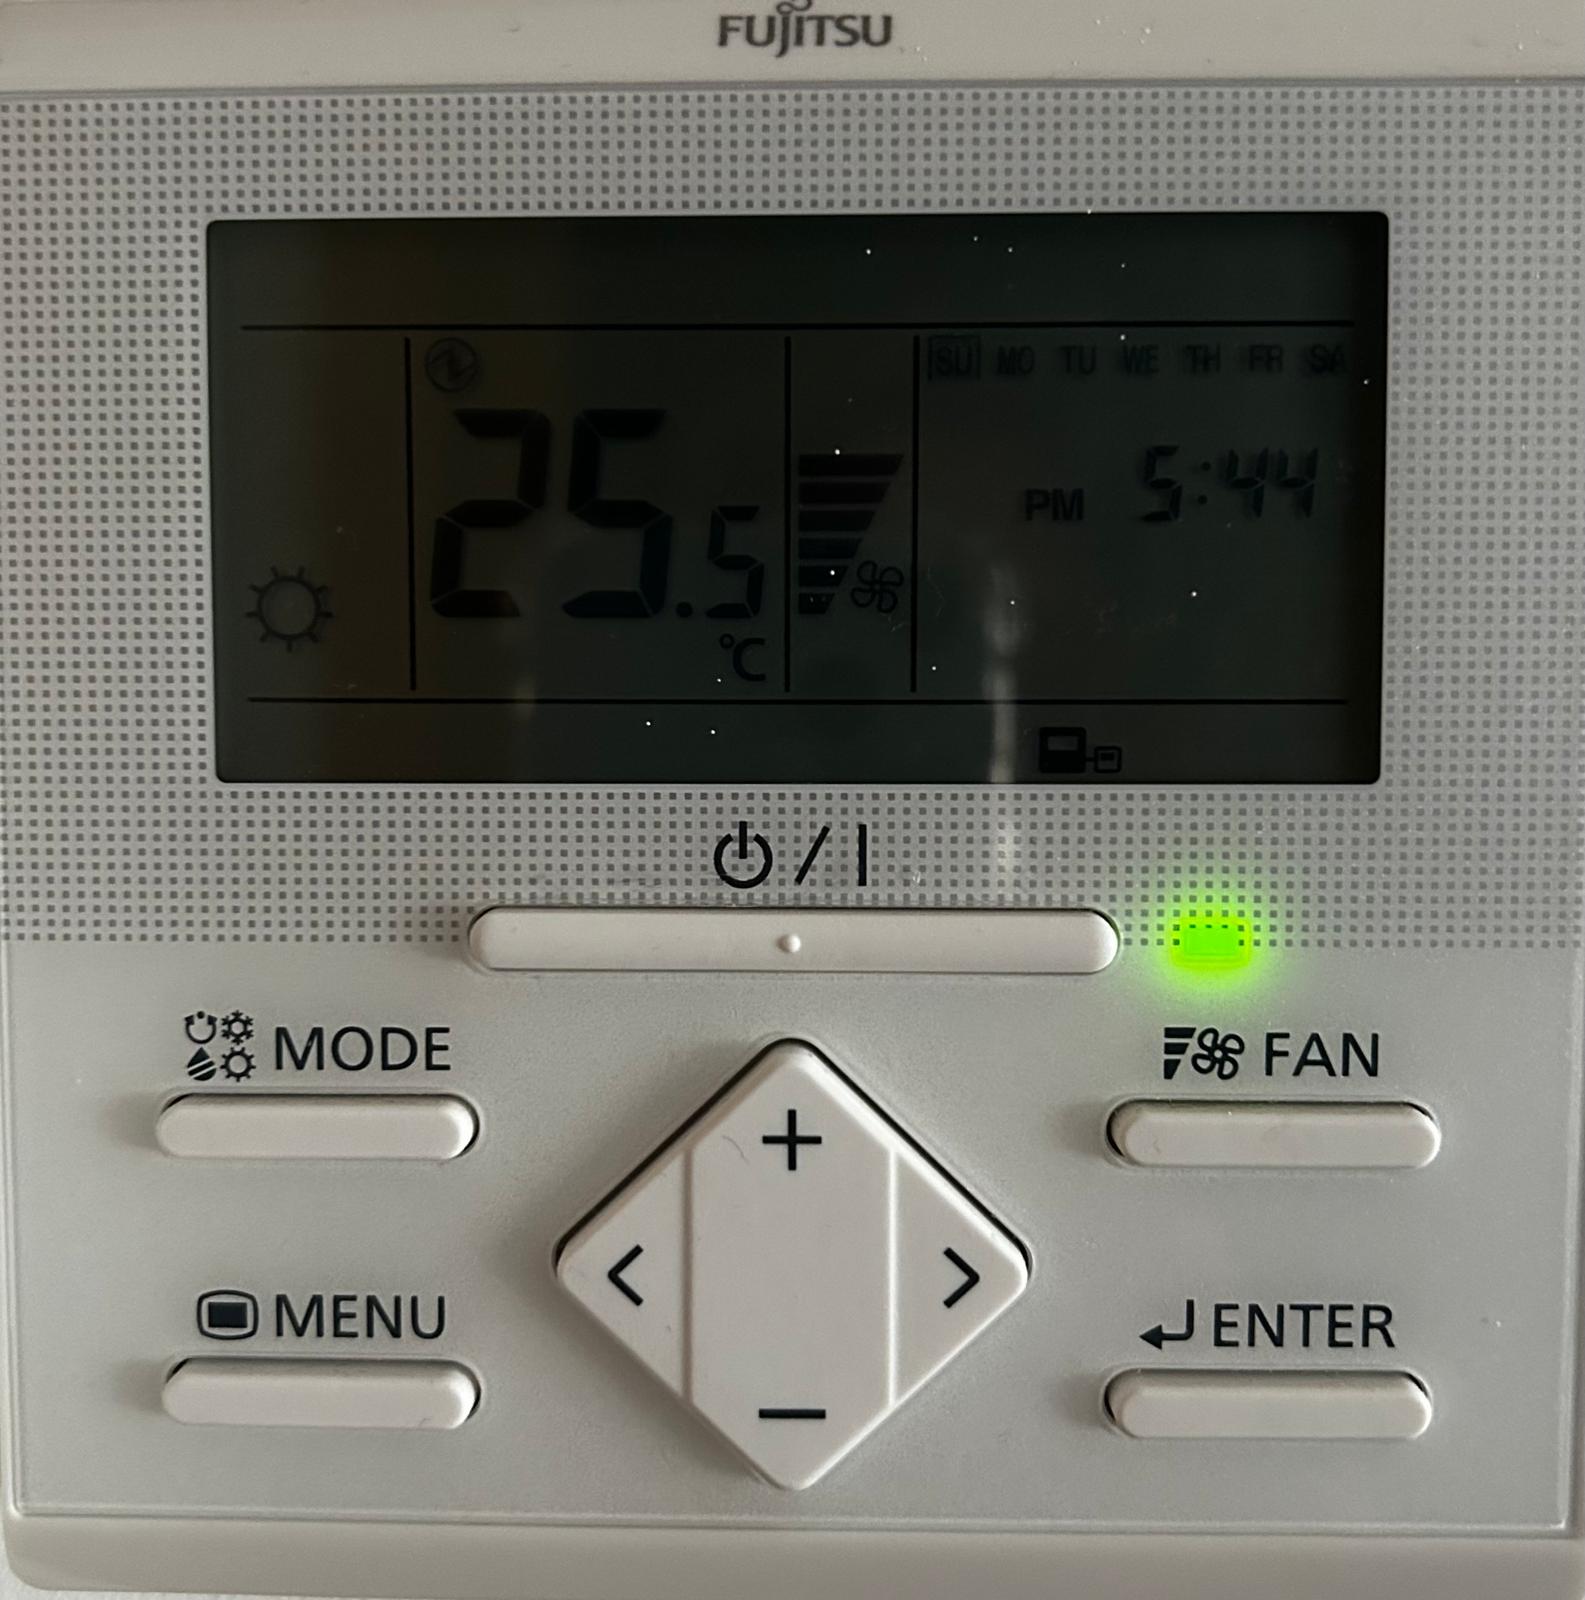 FUJITSU
SU MO TU WE TH FR SA
25.5
°C
PM 5:44
MODE
FAN
+
< >
MENU
ENTER
−